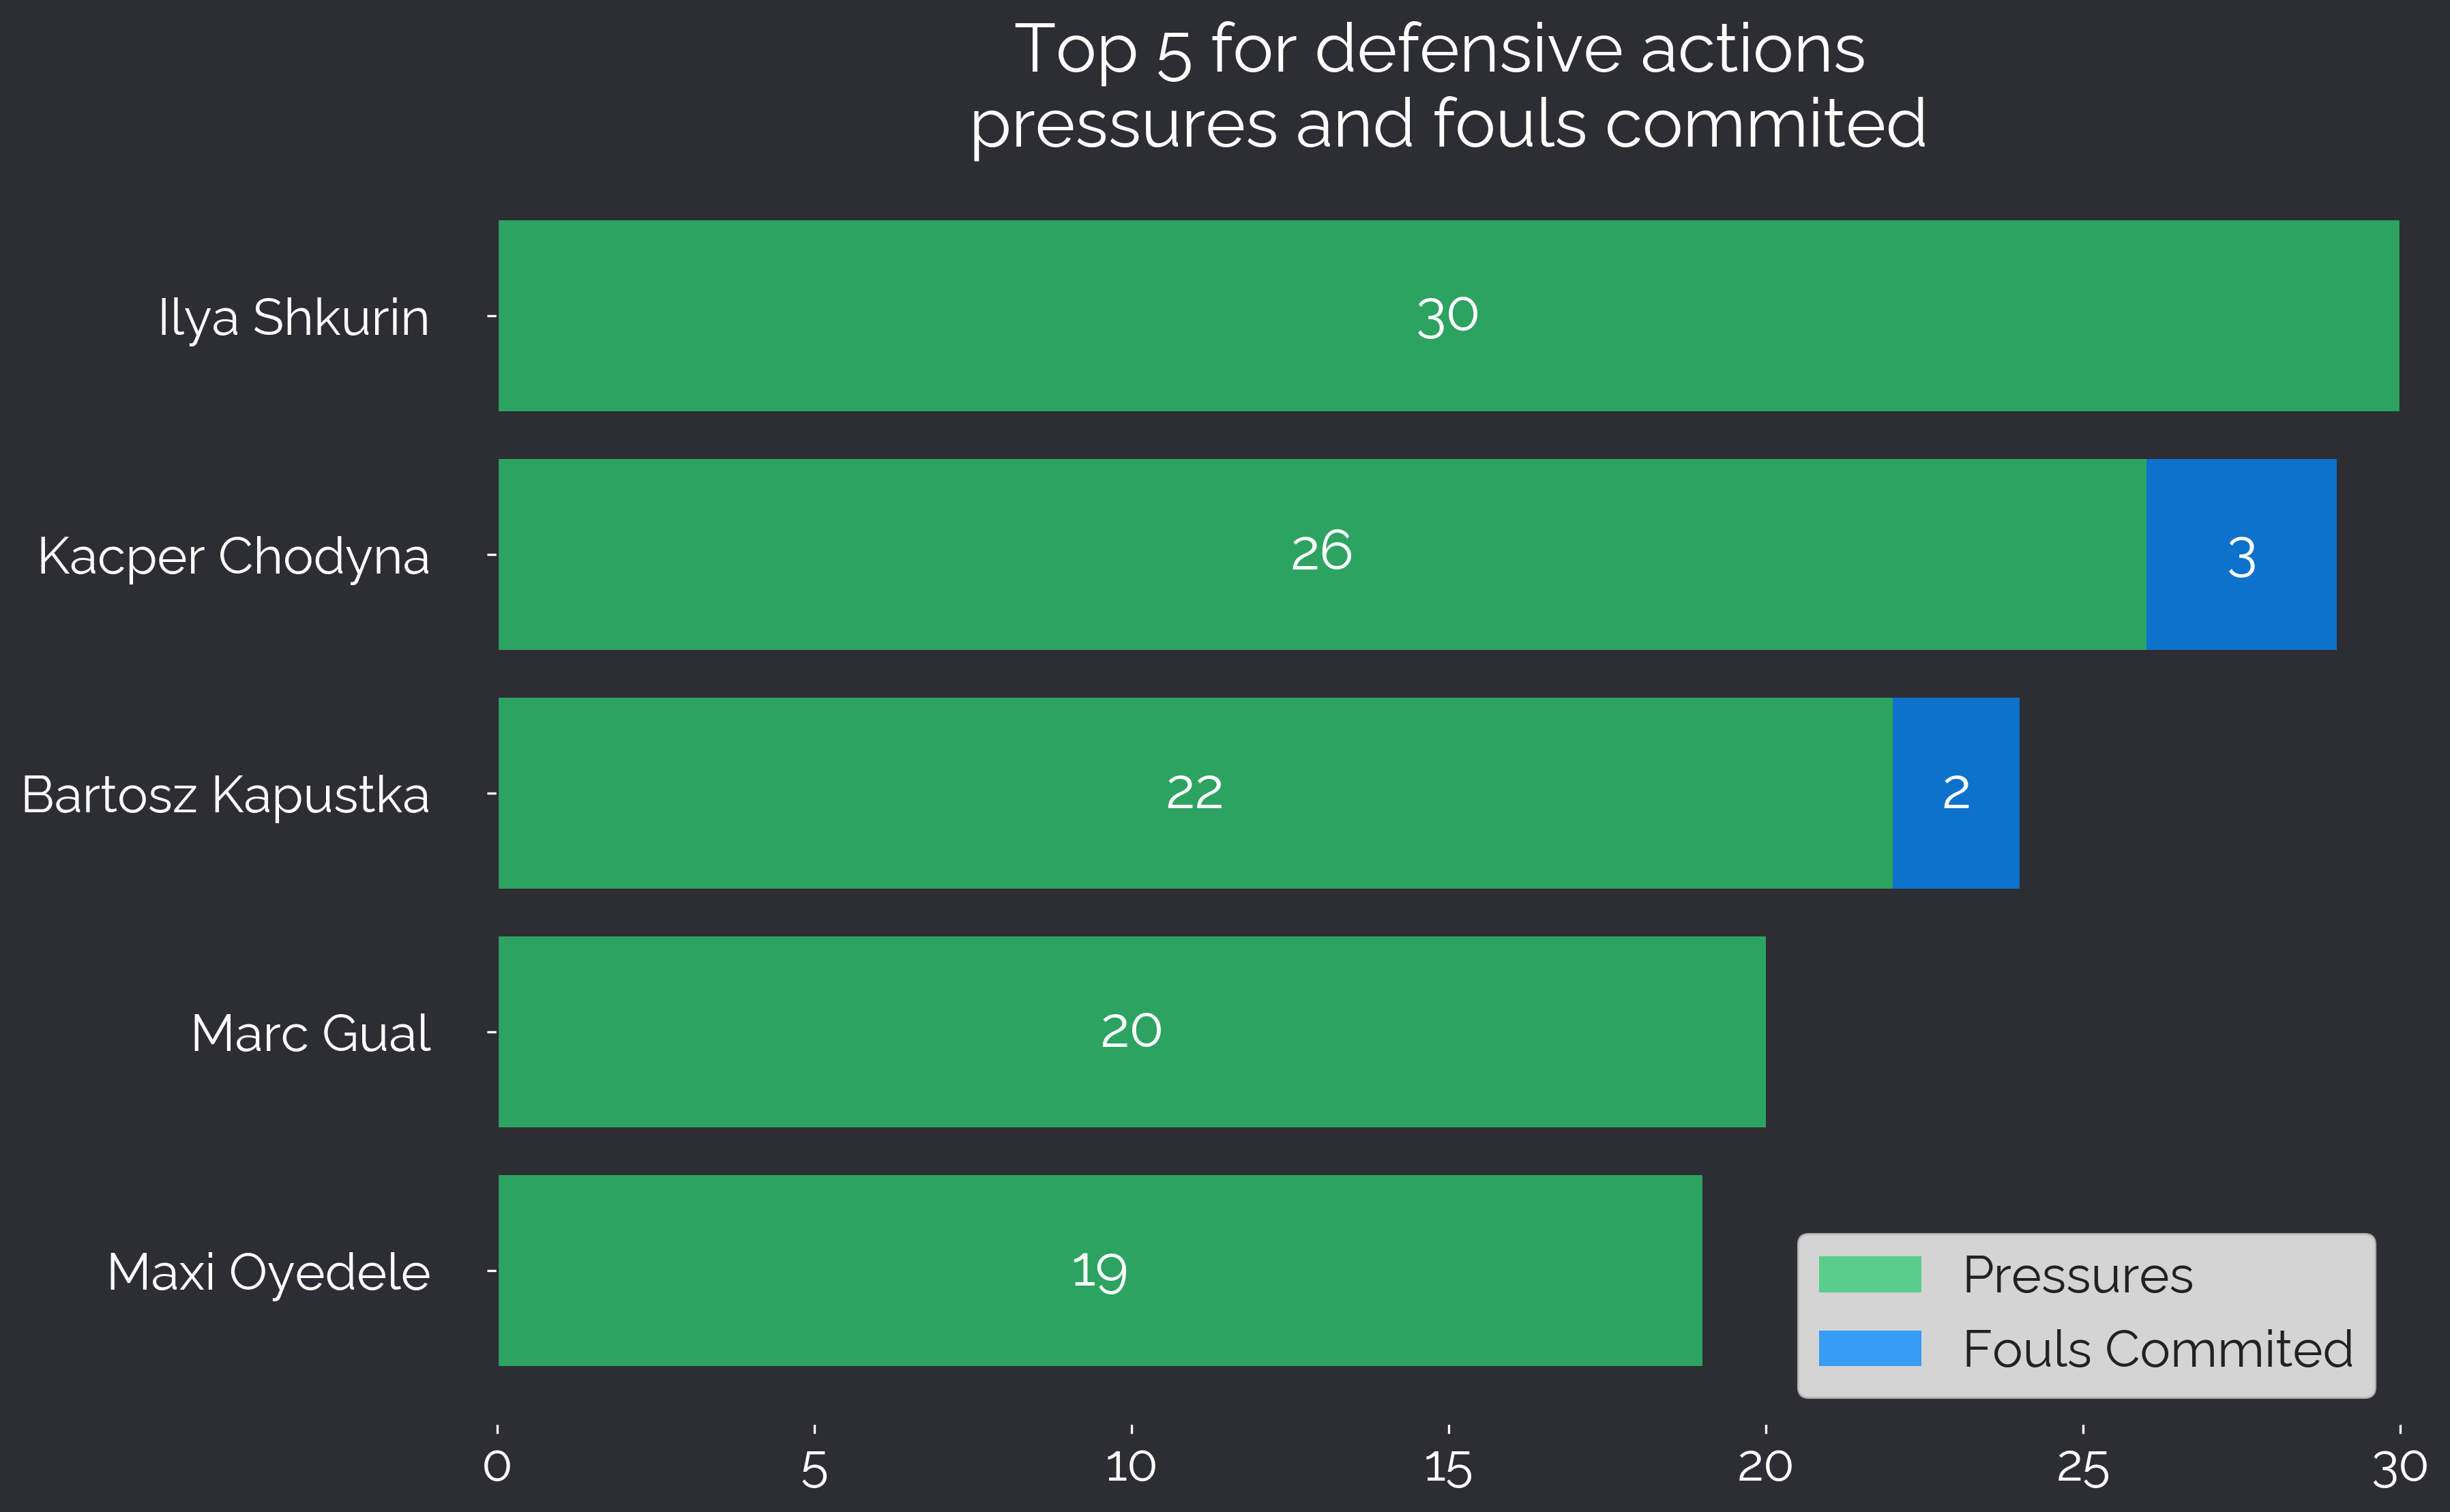 Top 5 for defensive actions
pressures and fouls commited
Ilya Shkurin
30
Kacper Chodyna
26
3
Bartosz Kapustka
22
2
Marc Gual
20
Maxi Oyedele
19
Pressures
Fouls Commited
0
5
10
15
20
25
30